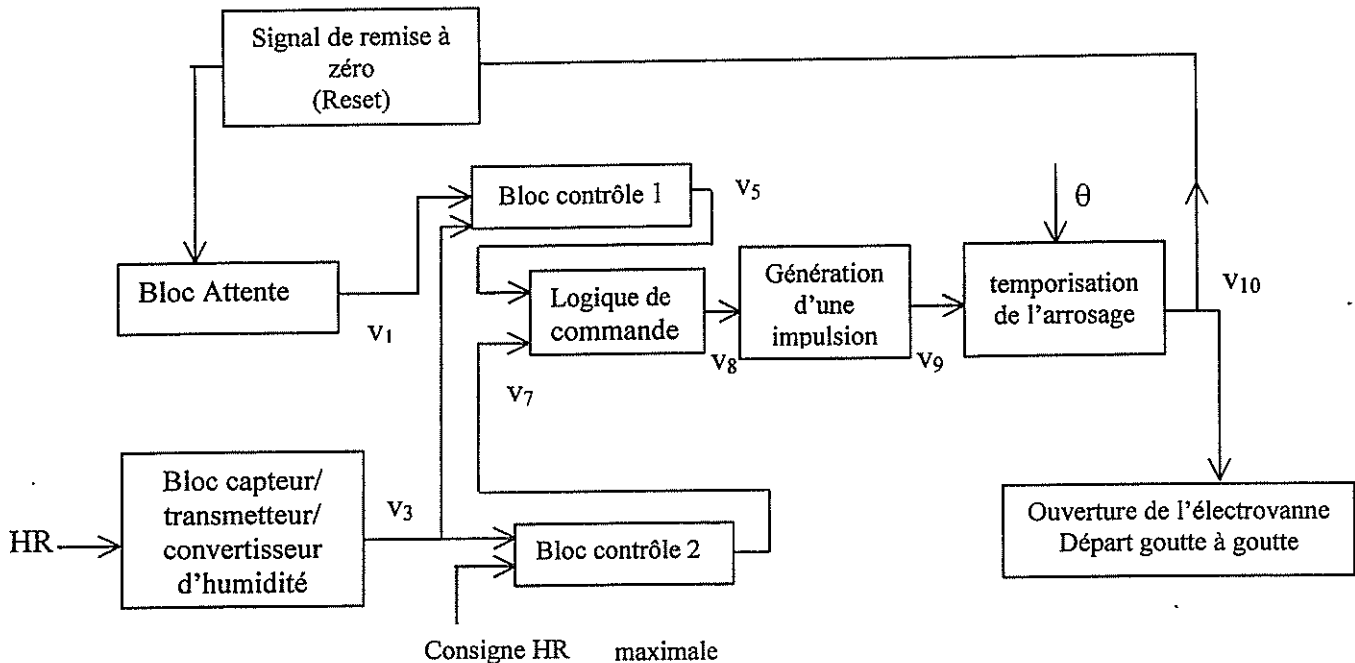 Signal de remise à
zéro
(Reset)
Bloc contrôle 1
v5
θ
Bloc Attente
v1
Logique de
commande
v8
Génération
d'une
impulsion
v9
temporisation
de l'arrosage
v10
v7
HR
Bloc capteur/
transmetteur/
convertisseur
d'humidité
v3
Bloc contrôle 2
Ouverture de l'électrovanne
Départ goutte à goutte
Consigne HR maximale